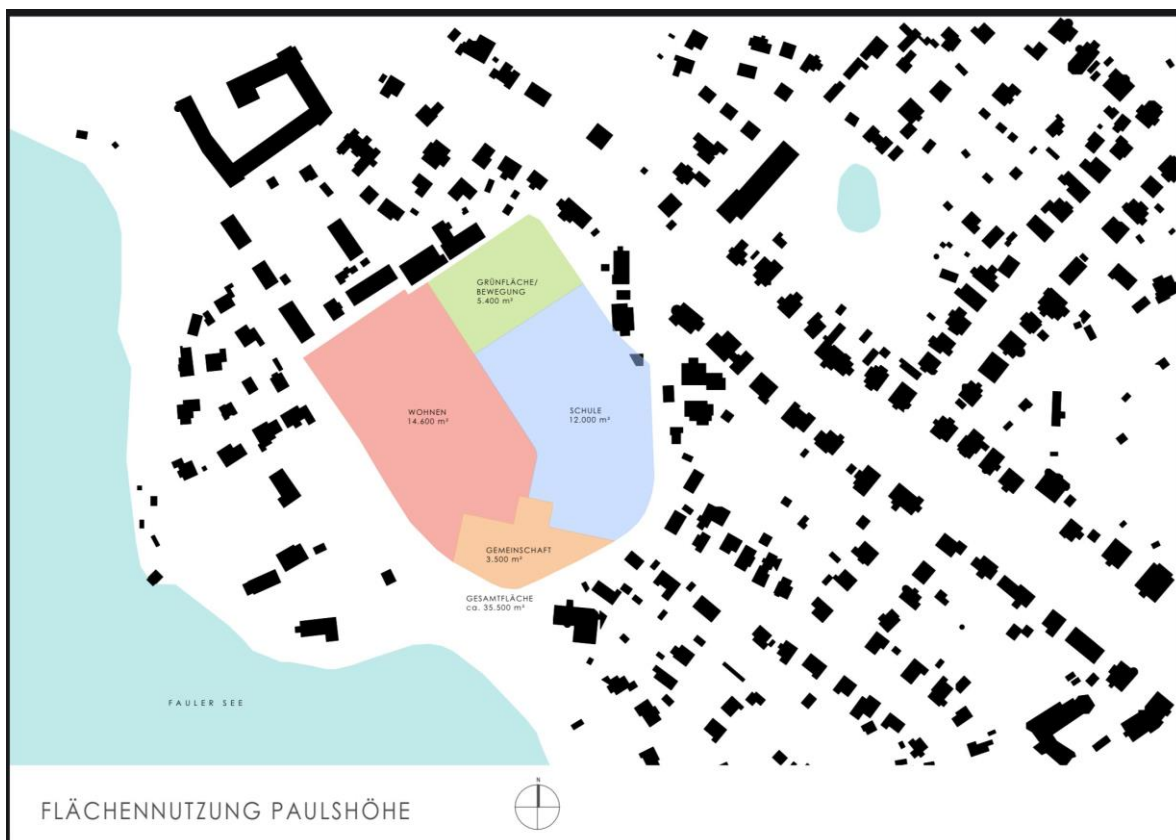 GRÜNFLÄCHE/
BEWEGUNG
5.400 m²
WOHNEN
14.600 m²
SCHULE
12.000 m²
GEMEINSCHAFT
3.500 m²
GESAMTFLÄCHE
ca. 35.500 m²
FAULER SEE
N
FLÄCHENNUTZUNG PAULSHÖHE